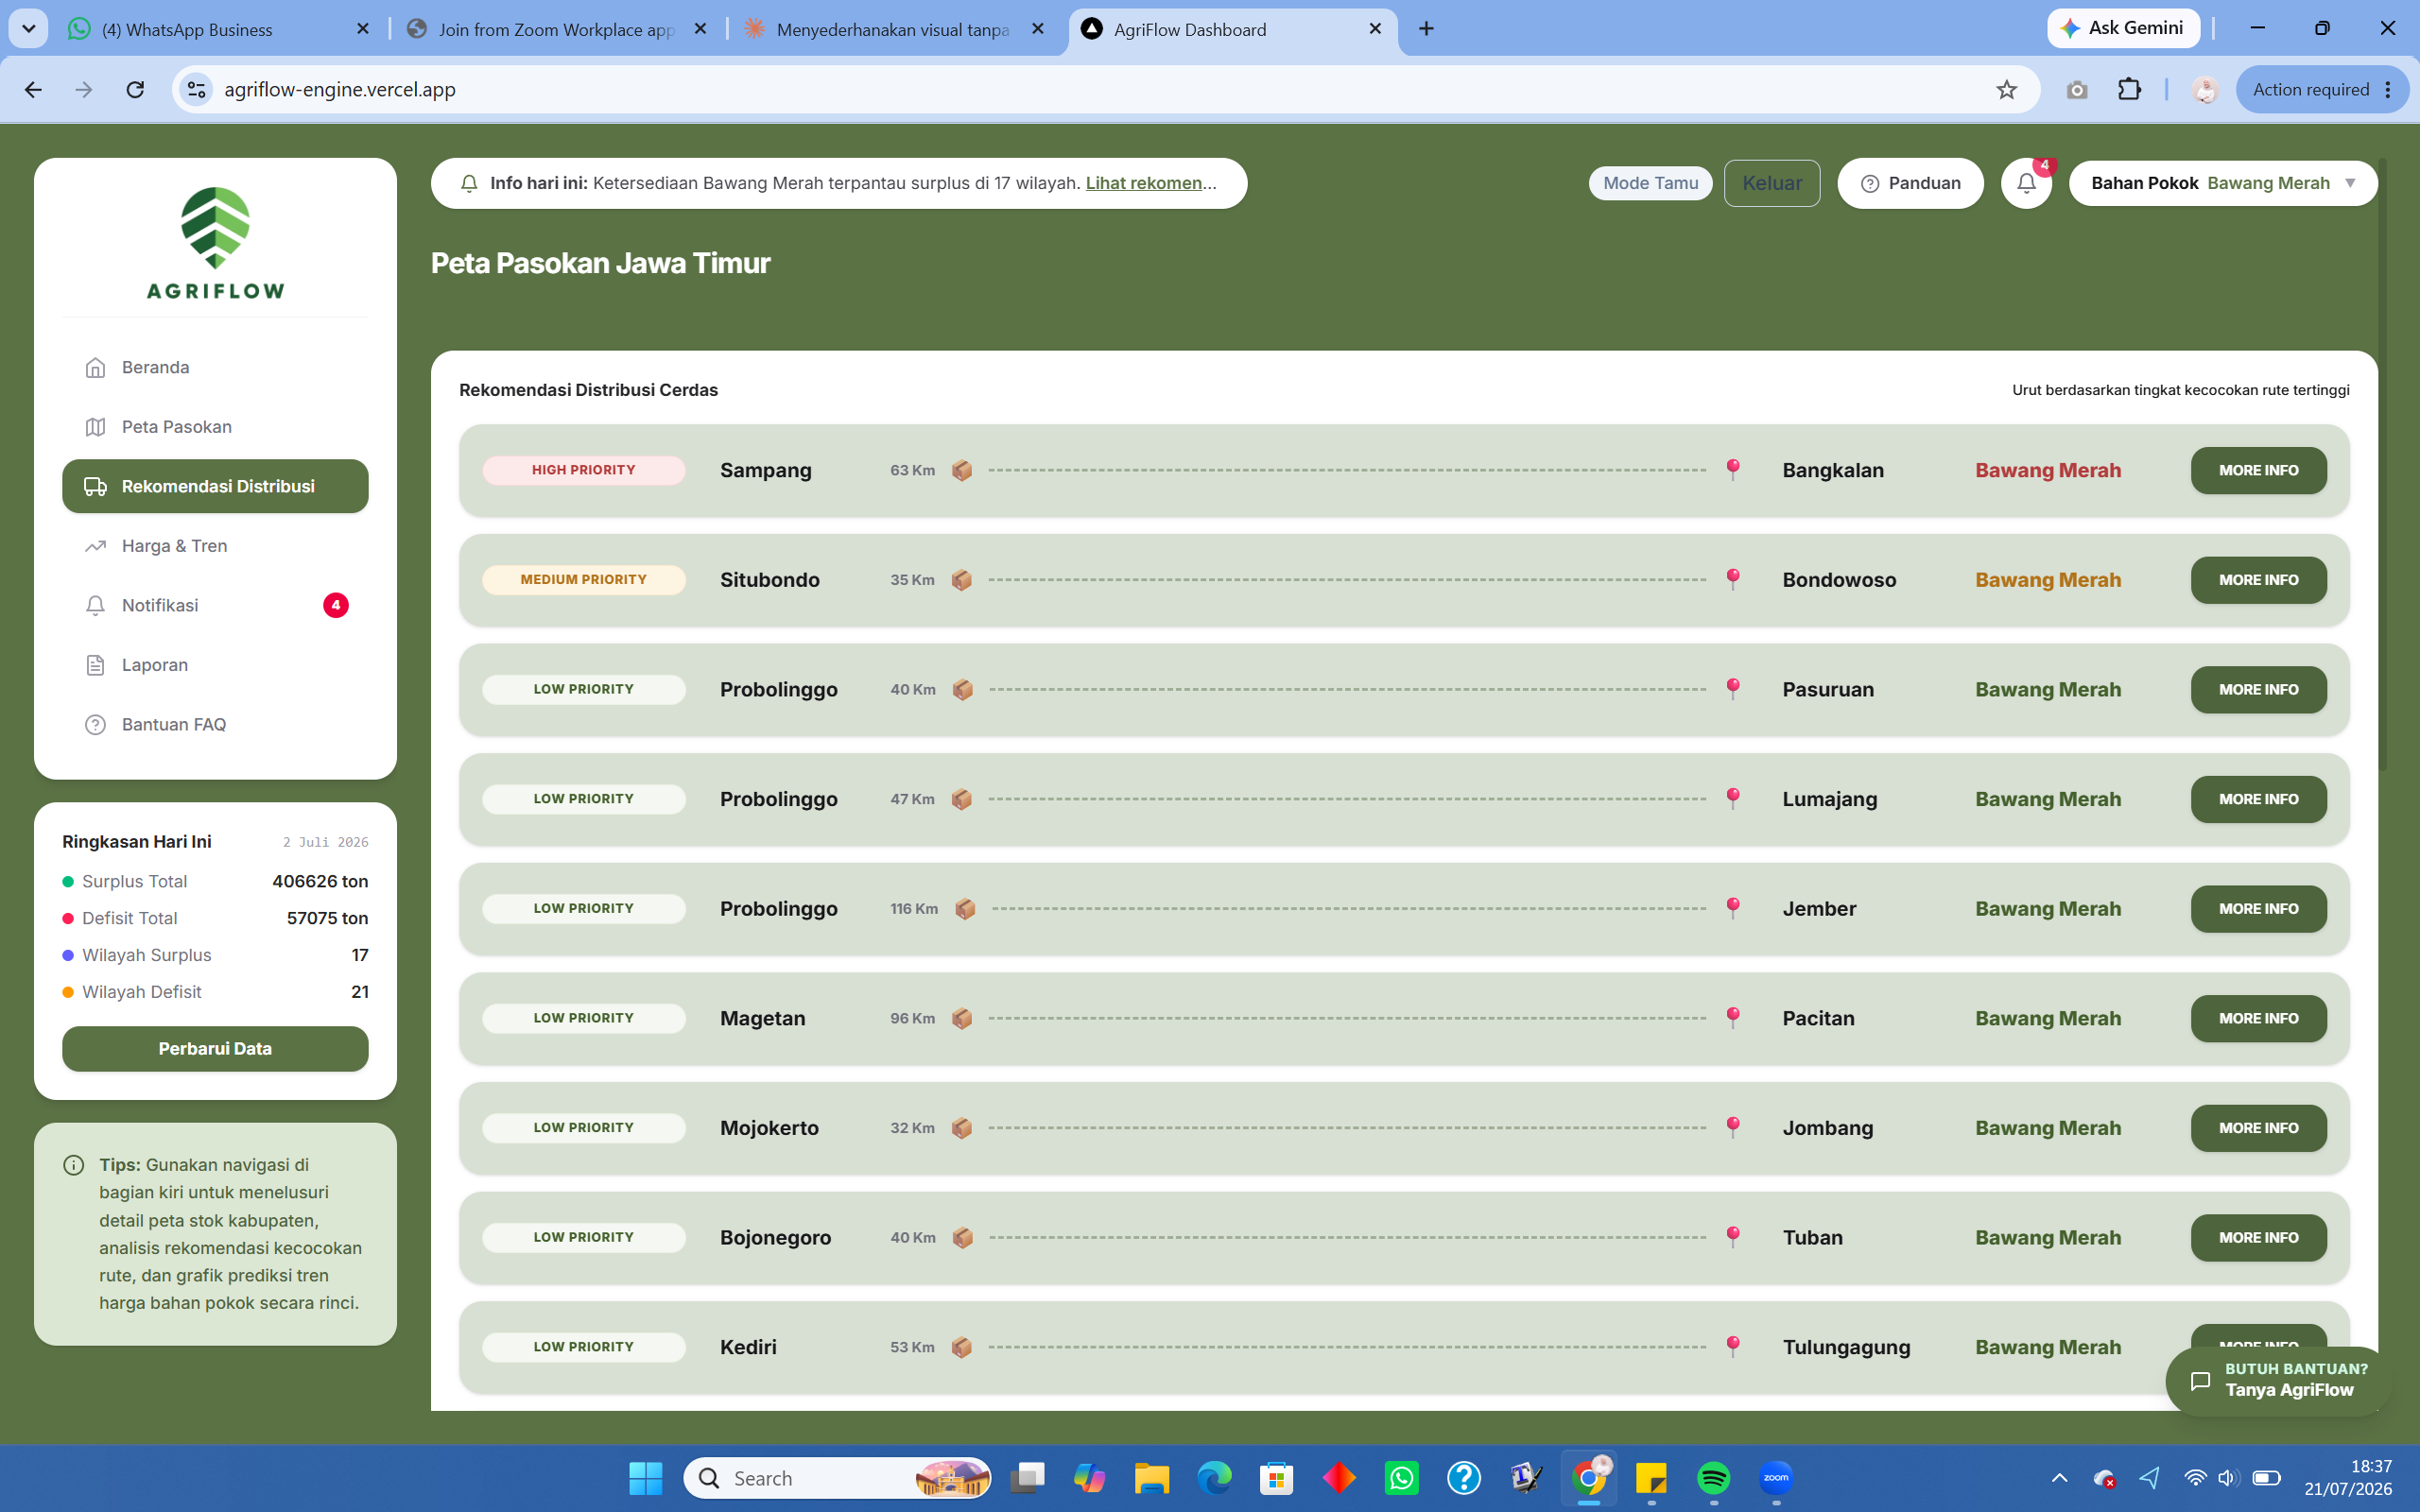 (4) WhatsApp Business
Join from Zoom Workplace app
Menyederhanakan visual tanpa
AgriFlow Dashboard
Ask Gemini
agriflow-engine.vercel.app
Action required
AGRIFLOW
Beranda
Peta Pasokan
Rekomendasi Distribusi
Harga & Tren
Notifikasi
4
Laporan
Bantuan FAQ
Ringkasan Hari Ini 2 Juli 2026
Surplus Total 406626 ton
Defisit Total 57075 ton
Wilayah Surplus 17
Wilayah Defisit 21
Perbarui Data
Tips: Gunakan navigasi di
bagian kiri untuk menelusuri
detail peta stok kabupaten,
analisis rekomendasi kecocokan
rute, dan grafik prediksi tren
harga bahan pokok secara rinci.
Info hari ini: Ketersediaan Bawang Merah terpantau surplus di 17 wilayah. Lihat rekomen...
Mode Tamu
Keluar
Panduan
4
Bahan Pokok Bawang Merah
Peta Pasokan Jawa Timur
Rekomendasi Distribusi Cerdas
Urut berdasarkan tingkat kecocokan rute tertinggi
HIGH PRIORITY Sampang 63 Km Bangkalan Bawang Merah MORE INFO
MEDIUM PRIORITY Situbondo 35 Km Bondowoso Bawang Merah MORE INFO
LOW PRIORITY Probolinggo 40 Km Pasuruan Bawang Merah MORE INFO
LOW PRIORITY Probolinggo 47 Km Lumajang Bawang Merah MORE INFO
LOW PRIORITY Probolinggo 116 Km Jember Bawang Merah MORE INFO
LOW PRIORITY Magetan 96 Km Pacitan Bawang Merah MORE INFO
LOW PRIORITY Mojokerto 32 Km Jombang Bawang Merah MORE INFO
LOW PRIORITY Bojonegoro 40 Km Tuban Bawang Merah MORE INFO
LOW PRIORITY Kediri 53 Km Tulungagung Bawang Merah MORE INFO
BUTUH BANTUAN?
Tanya AgriFlow
Search
zoom
18:37
21/07/2026